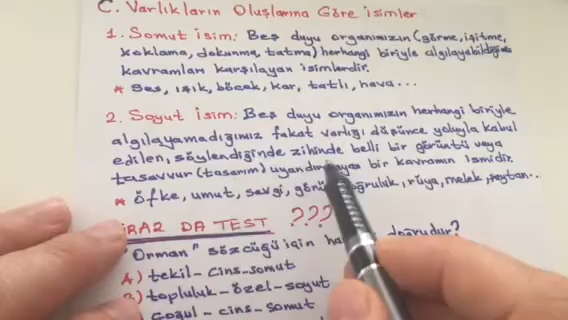 C. Varlıkların Oluşlarına Göre isimler
1. Somut isim: Beş duyu organımızın (görme, işitme,
koklama, dokunma, tatma) herhangi biriyle algılayabildiğimiz
kavramları karşılayan isimlerdir.
* Ses, ışık, böcek, kar, tatlı, hava...
2. Soyut isim: Beş duyu organımızın herhangi biriyle
algılayamadığımız fakat varlığı düşünce yoluyla kabul
edilen, söylendiğinde zihinde belli bir görüntü veya
tasavvur (tasarım) uyandırmayan bir kavramın ismidir.
* öfke, umut, sevgi, doğruluk, rüya, melek, şeytan..
DA TEST ???
"Orman" sözcüğü için doğrudur?
A) tekil - cins - somut
B) topluluk - özel - soyut
çoğul - cins - somut